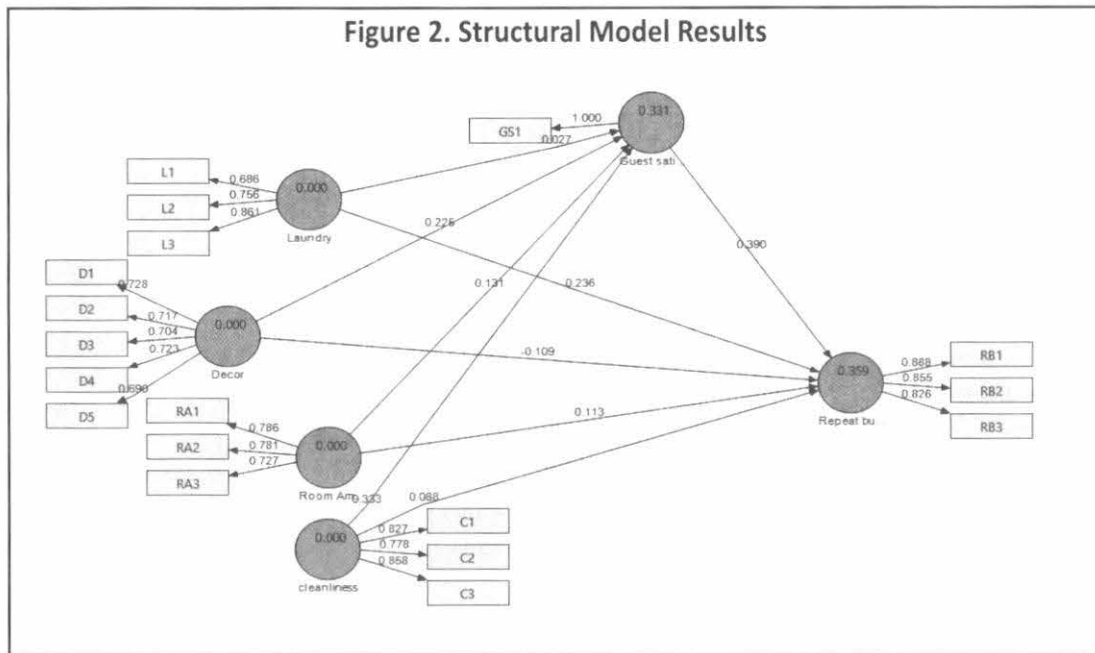 Figure 2. Structural Model Results
0.331
GS1
1.000
Guest sati
0.027
L1
0.686
L2
0.756
L3
0.861
0.000
Laundry
0.225
0.390
0.131
0.236
D1
0.728
D2
0.717
D3
0.704
D4
0.723
D5
0.690
0.000
Decor
-0.109
0.359
Repeat bu
RB1
0.868
RB2
0.855
RB3
0.826
RA1
0.786
RA2
0.781
RA3
0.727
0.000
Room Am
0.113
0.333
0.088
0.000
cleanliness
0.827
C1
0.778
C2
0.858
C3